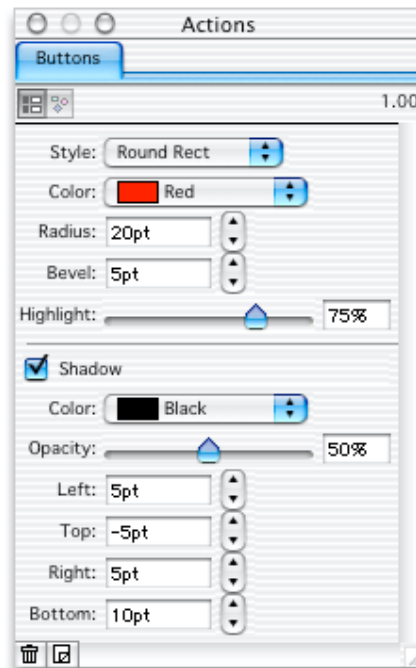 Actions
Buttons
1.00
Style: Round Rect
Color: Red
Radius: 20pt
Bevel: 5pt
Highlight: 75%
Shadow
Color: Black
Opacity: 50%
Left: 5pt
Top: -5pt
Right: 5pt
Bottom: 10pt